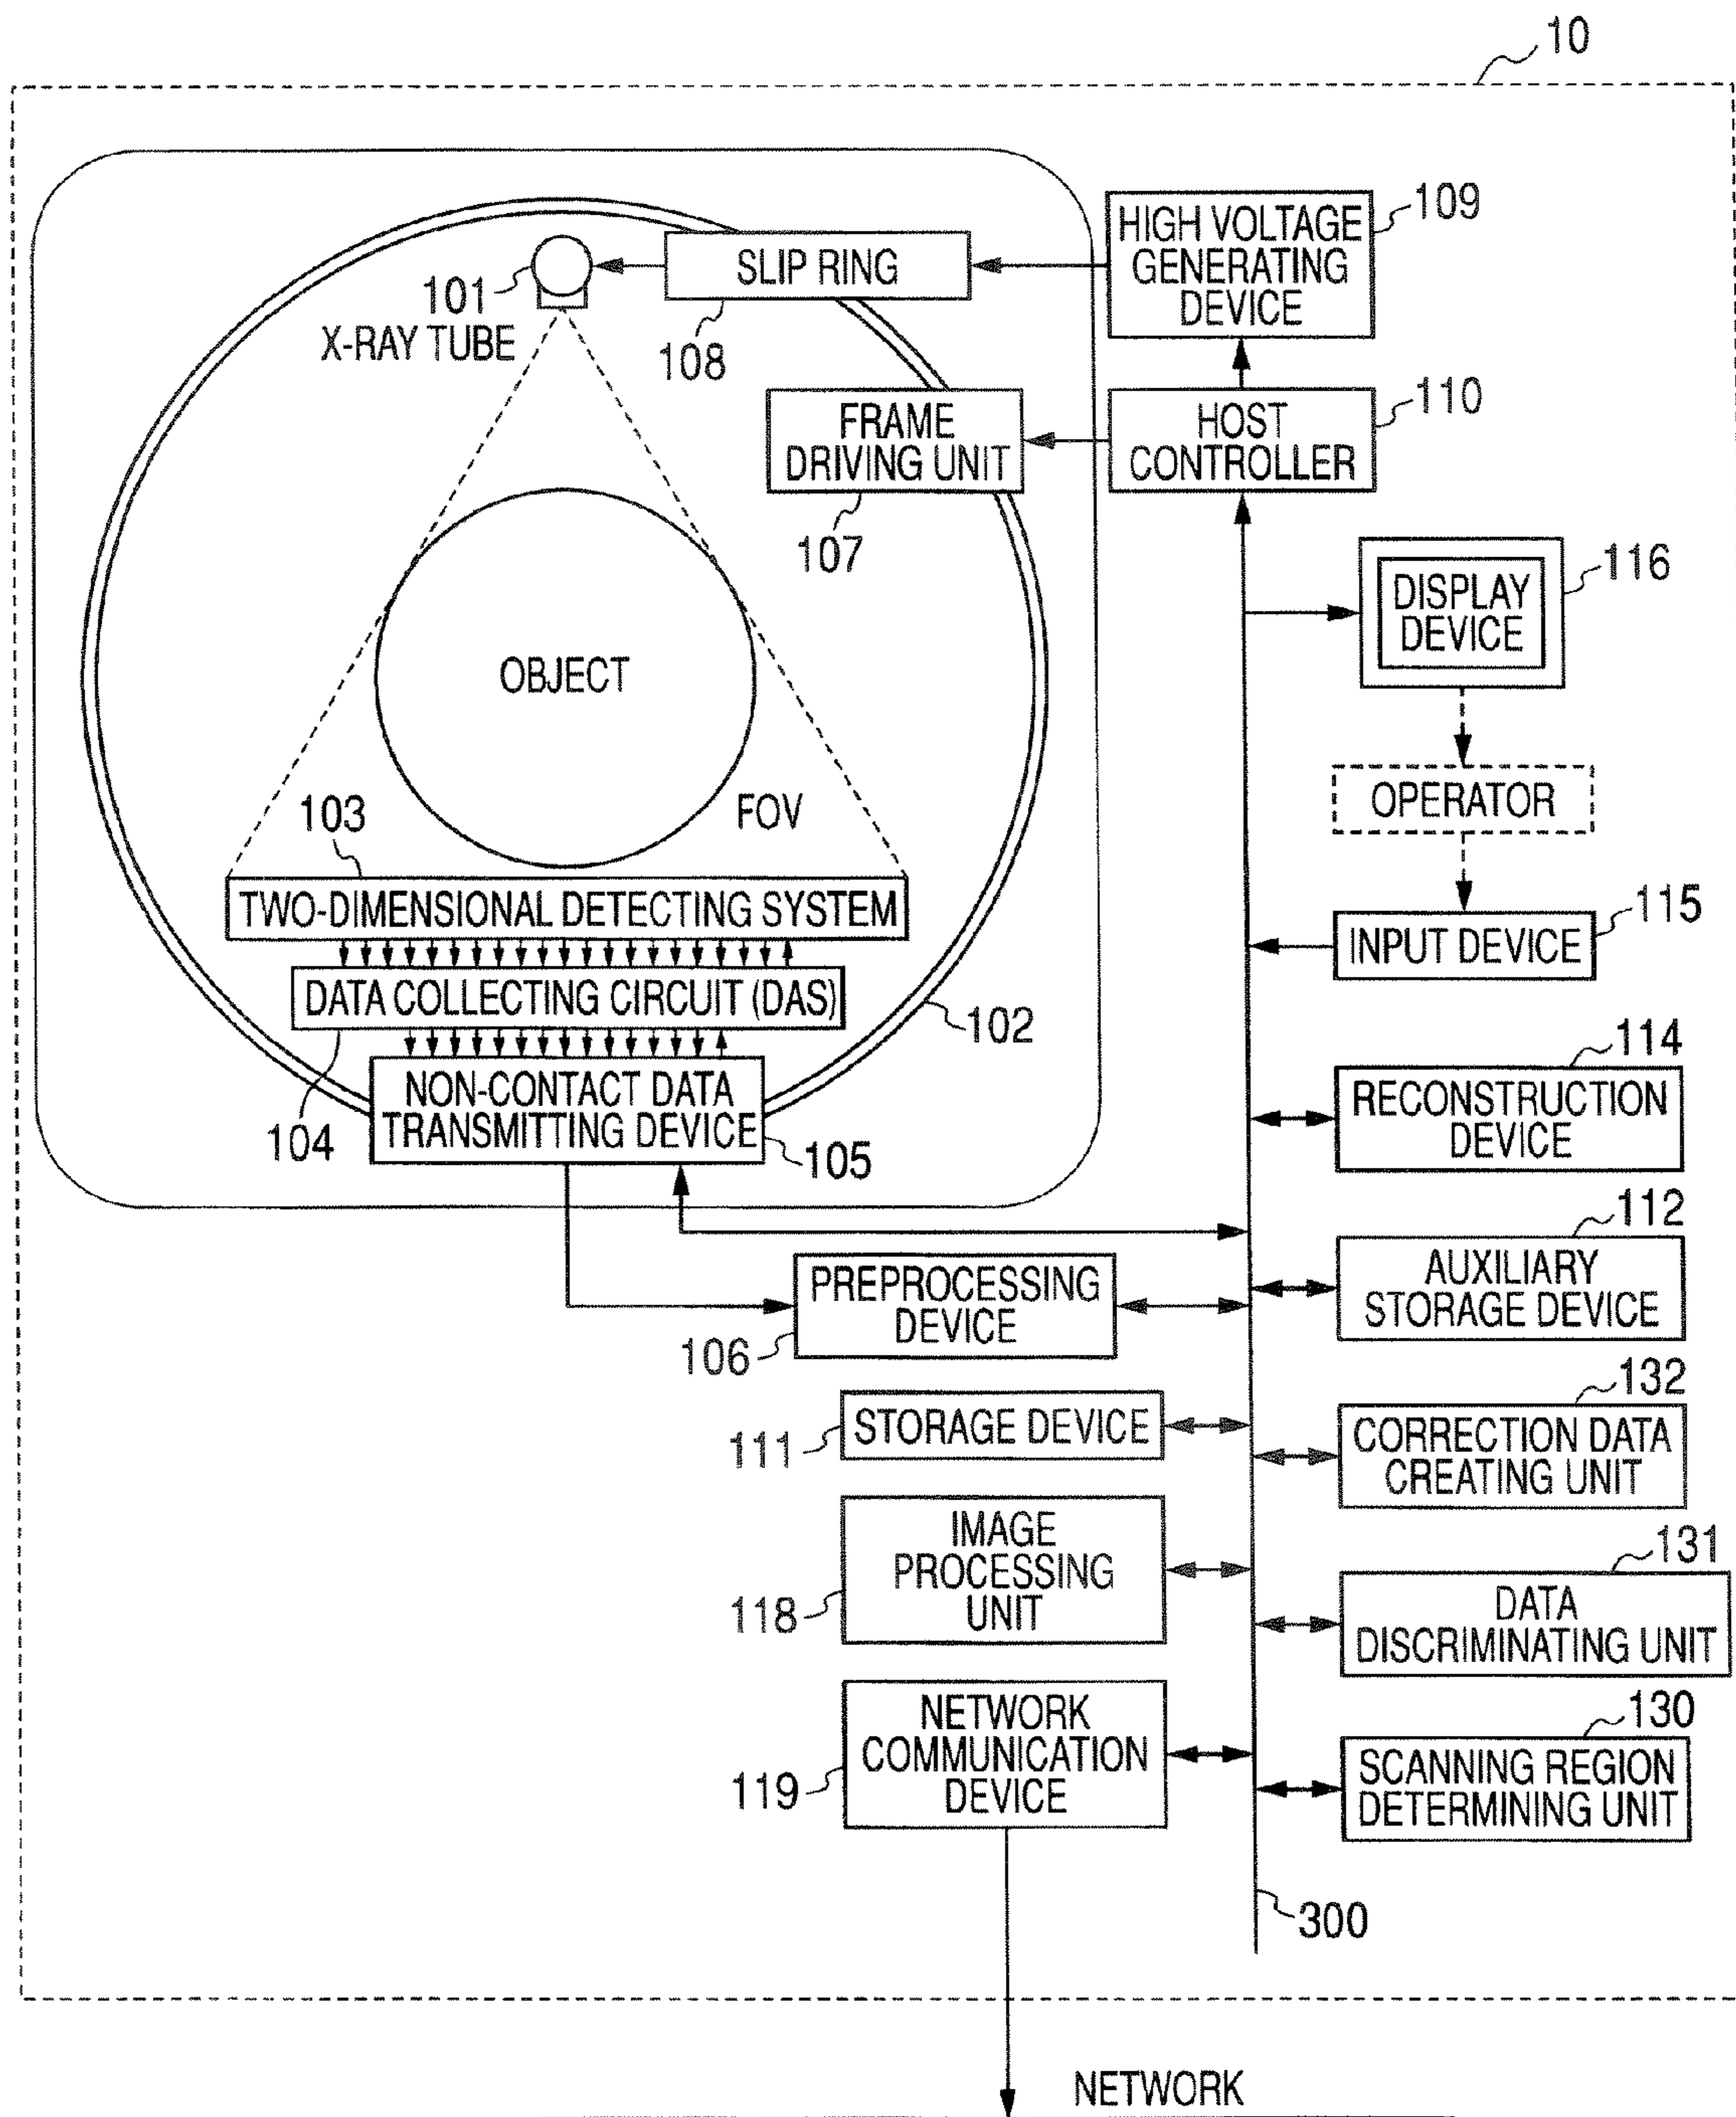 10
HIGH VOLTAGE
GENERATING
DEVICE
109
SLIP RING
101
X-RAY TUBE
108
HOST
CONTROLLER
110
FRAME
DRIVING UNIT
107
DISPLAY
DEVICE
116
OBJECT
OPERATOR
FOV
103
TWO-DIMENSIONAL DETECTING SYSTEM
INPUT DEVICE
115
DATA COLLECTING CIRCUIT (DAS)
102
104
NON-CONTACT DATA
TRANSMITTING DEVICE
105
114
RECONSTRUCTION
DEVICE
112
AUXILIARY
STORAGE DEVICE
PREPROCESSING
DEVICE
106
132
CORRECTION DATA
CREATING UNIT
STORAGE DEVICE
111
IMAGE
PROCESSING
UNIT
118
131
DATA
DISCRIMINATING UNIT
NETWORK
COMMUNICATION
DEVICE
119
130
SCANNING REGION
DETERMINING UNIT
300
NETWORK